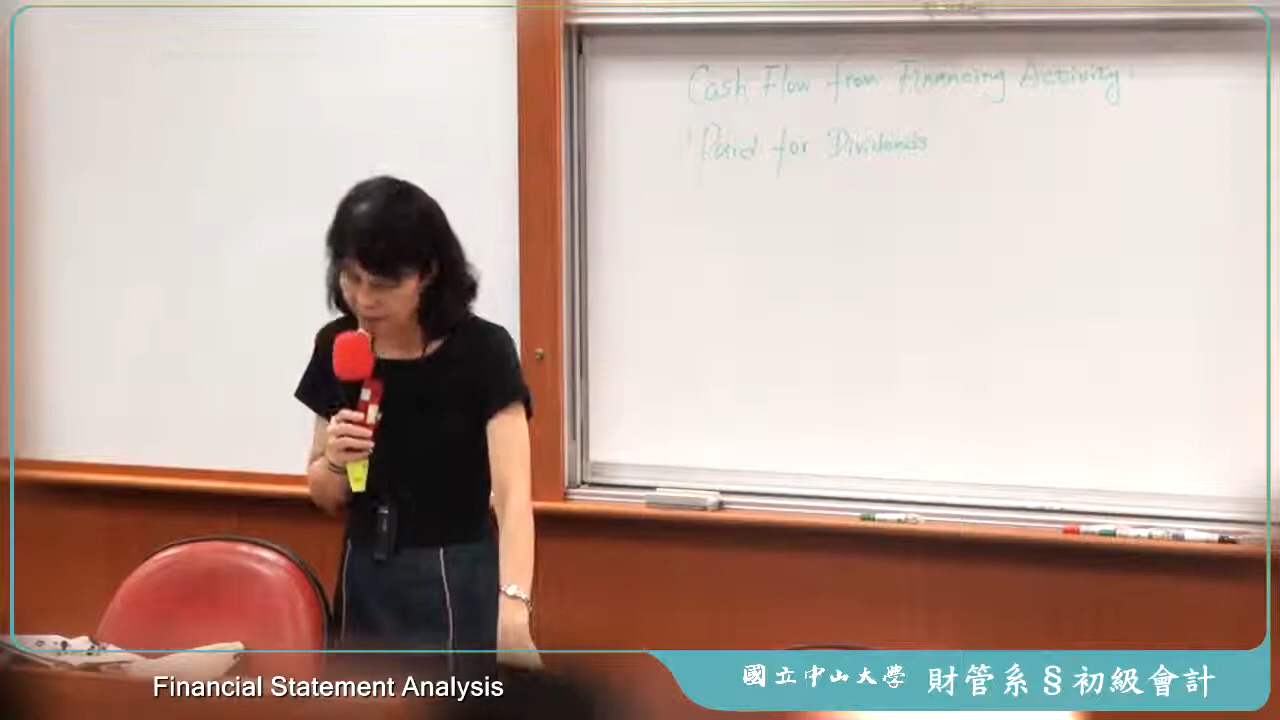 Cash Flow from Financing Activity
Paid for Dividends
Financial Statement Analysis
國立中山大學 財管系§初級會計